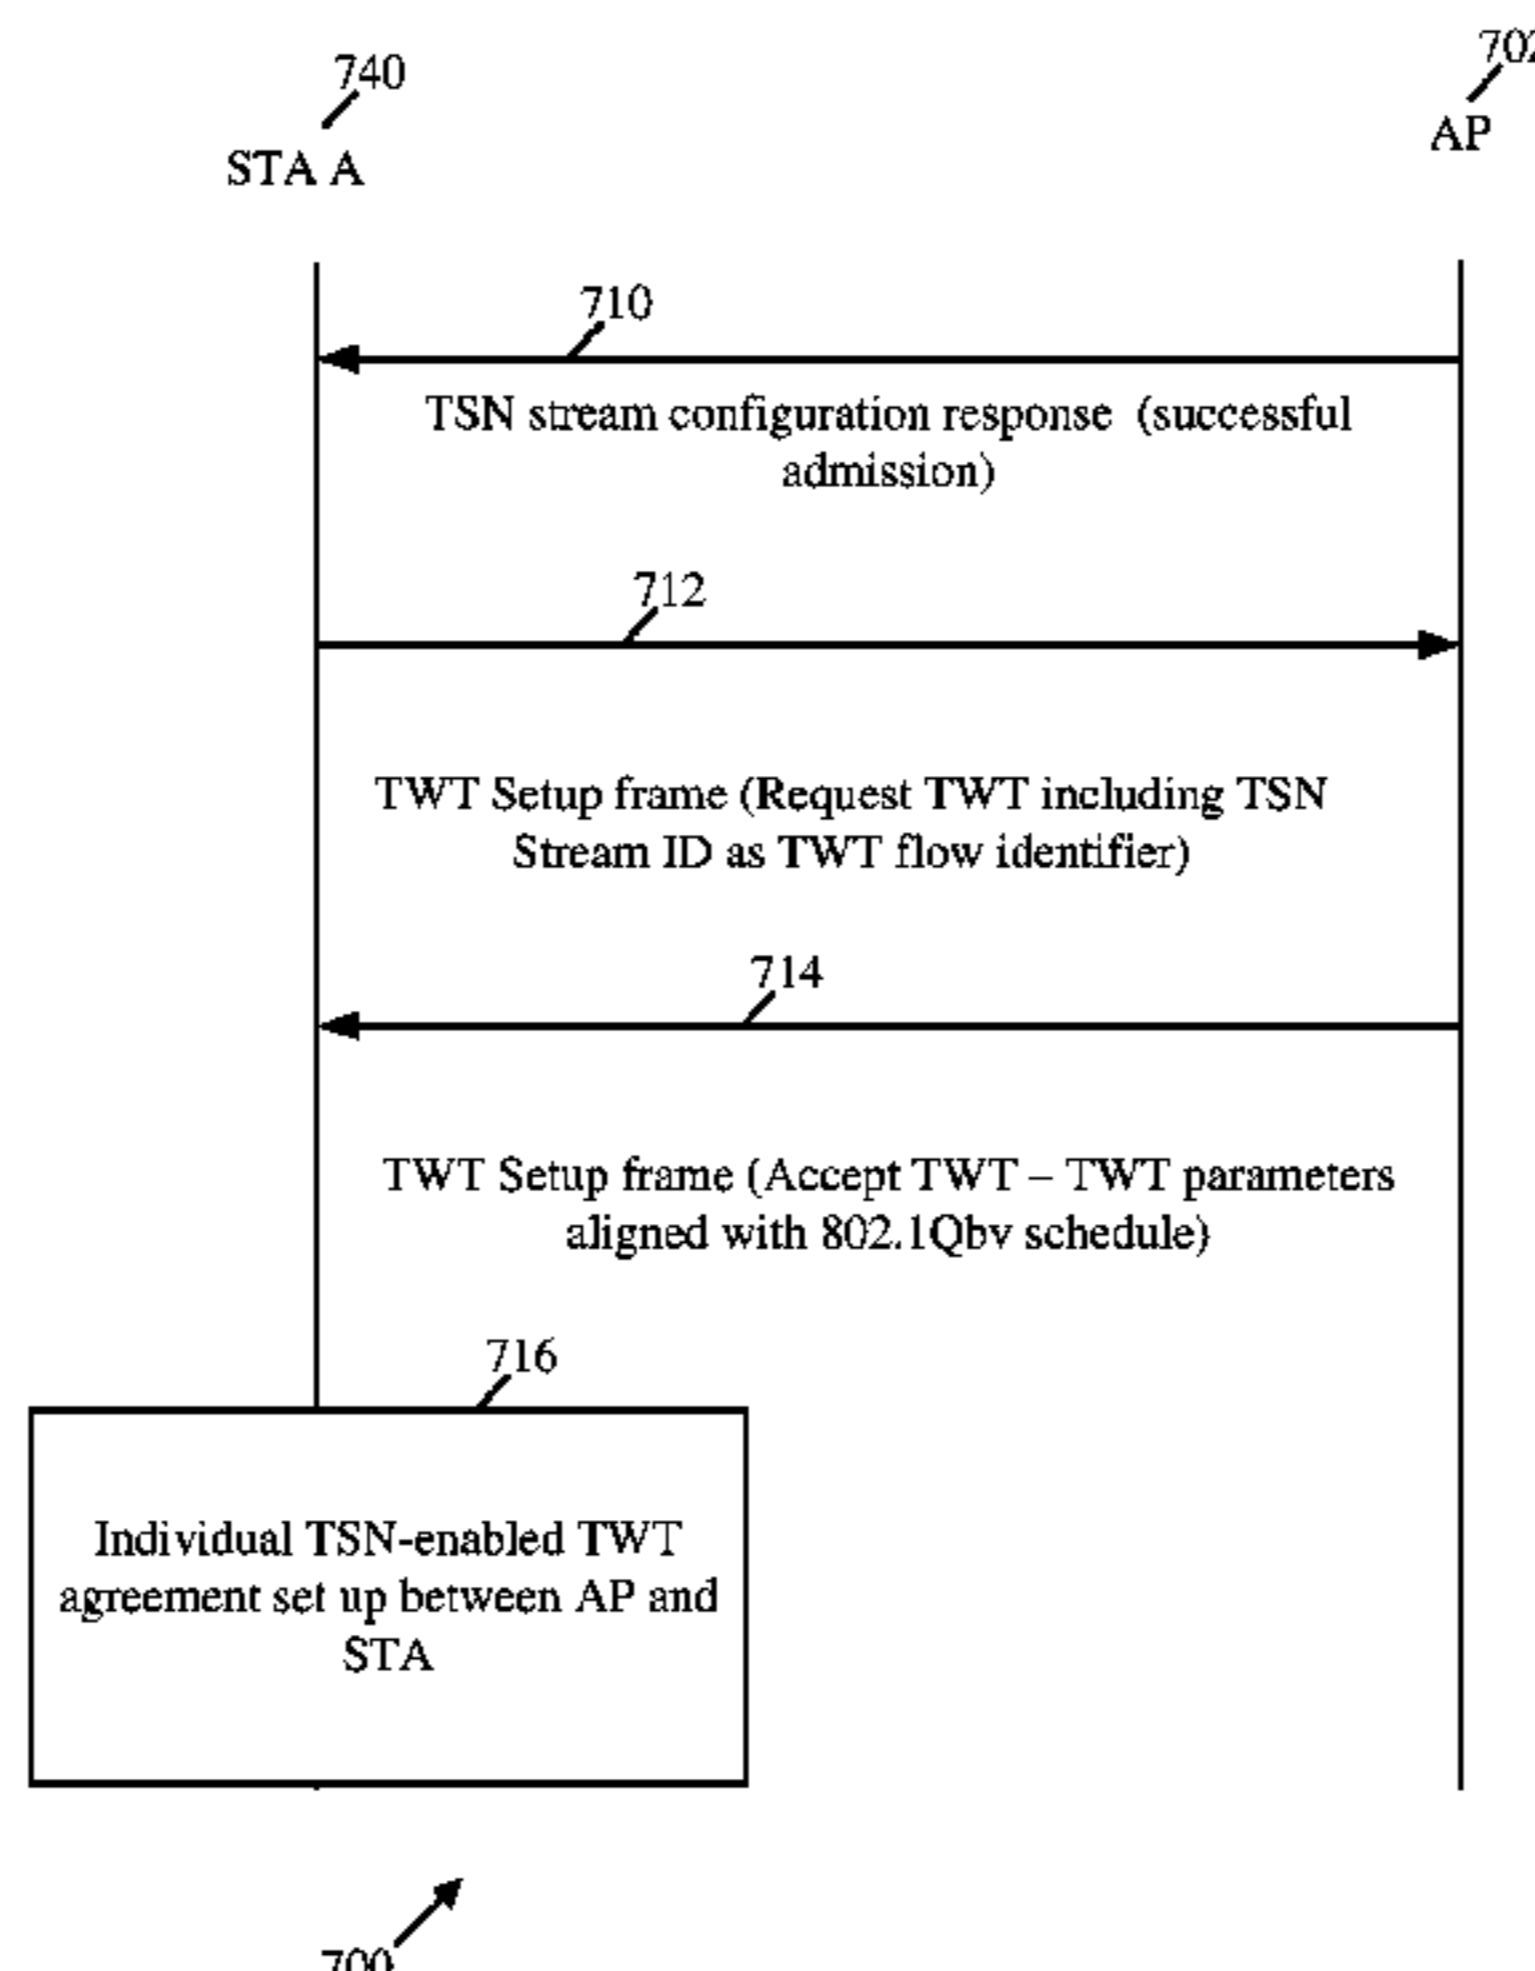 740
702
STA A
AP
710
TSN stream configuration response (successful
admission)
712
TWT Setup frame (Request TWT including TSN
Stream ID as TWT flow identifier)
714
TWT Setup frame (Accept TWT – TWT parameters
aligned with 802.1Qbv schedule)
716
Individual TSN-enabled TWT
agreement set up between AP and
STA
700